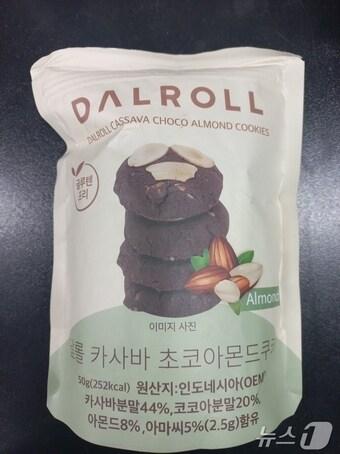 DALROLL
DALROLL CASSAVA CHOCO ALMOND COOKIES
글루텐
프리
Almond
이미지 사진
달롤 카사바 초코아몬드쿠
50g(252kcal) 원산지:인도네시아(OEM)
카사바분말44%,코코아분말20%,
아몬드8%,아마씨5%(2.5g)함유
뉴스1